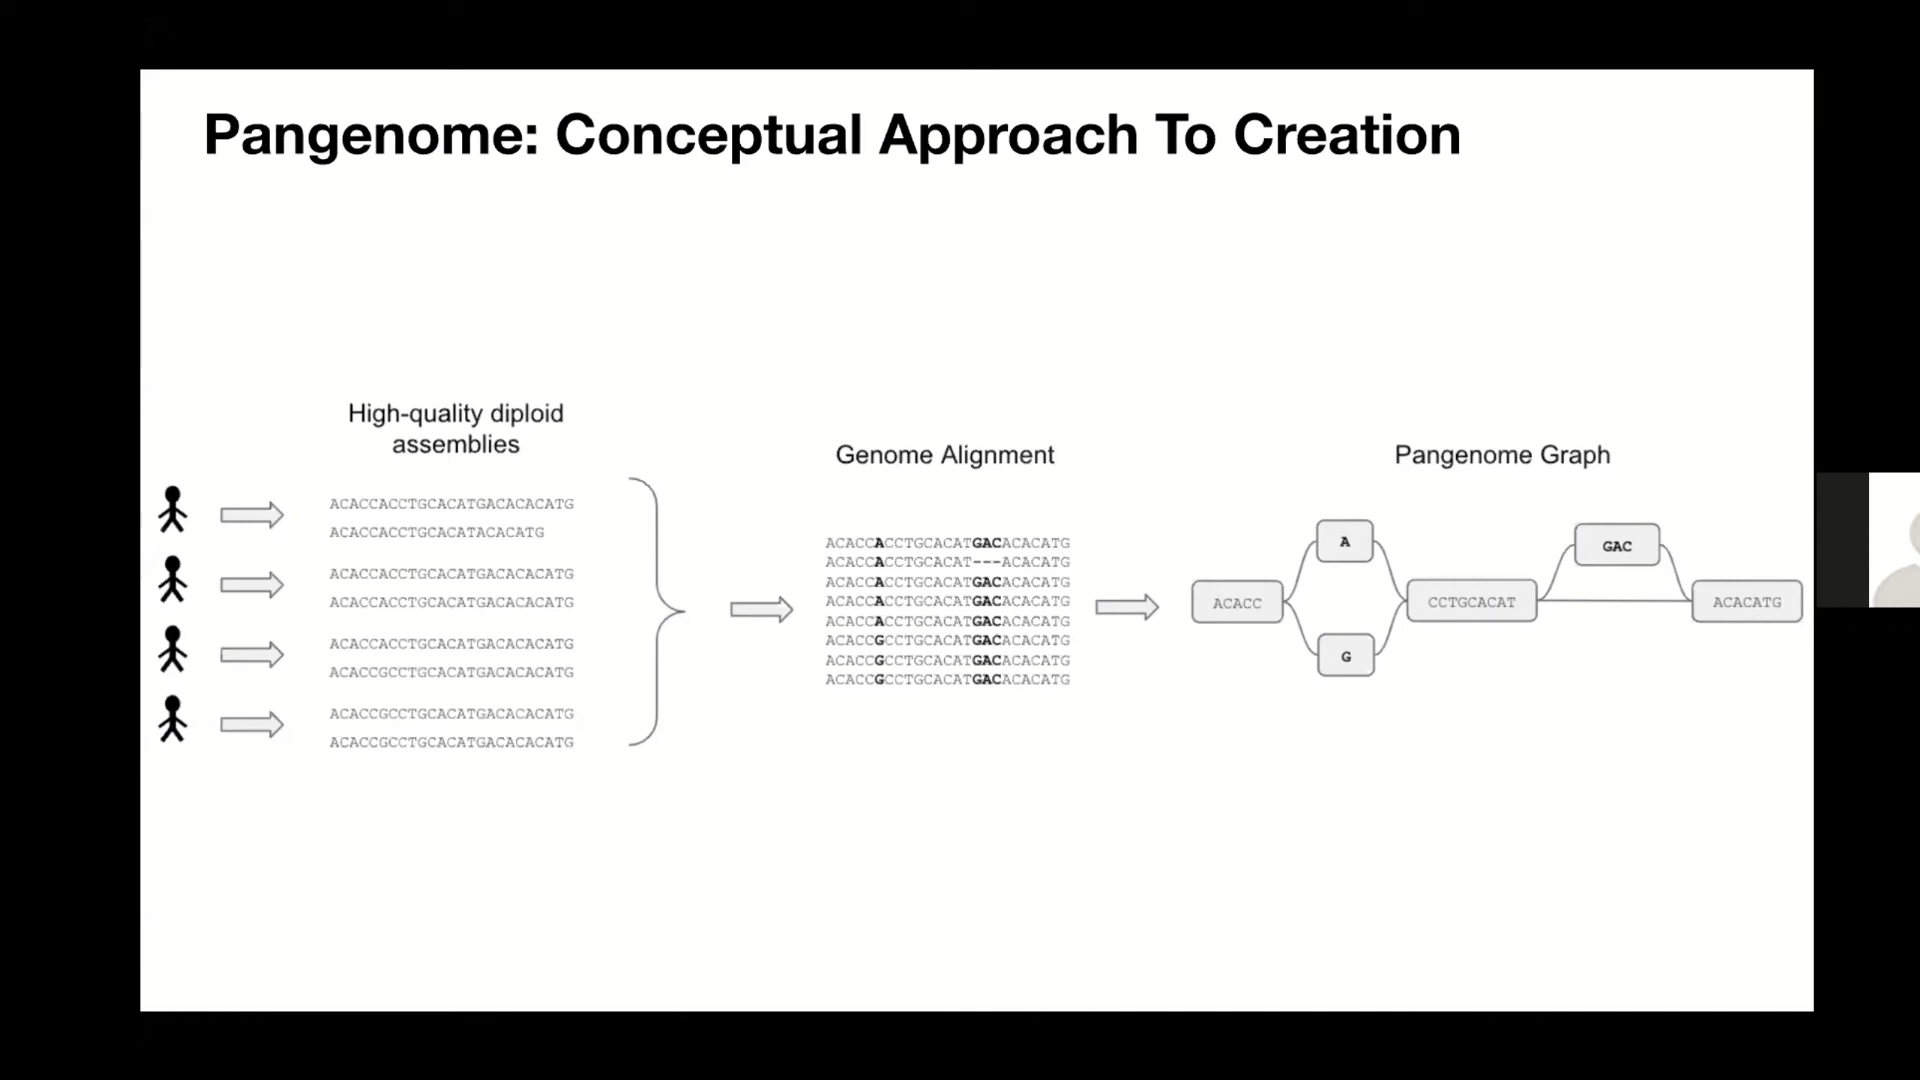 Pangenome: Conceptual Approach To Creation
High-quality diploid
assemblies
ACACCACCTGCACATGACACACATG
ACACCACCTGCACATACACATG
ACACCACCTGCACATGACACACATG
ACACCACCTGCACATGACACACATG
ACACCACCTGCACATGACACACATG
ACACCGCCTGCACATGACACACATG
ACACCGCCTGCACATGACACACATG
ACACCGCCTGCACATGACACACATG
Genome Alignment
ACACCACCTGCACATGACACACATG
ACACCACCTGCACAT---ACACATG
ACACCACCTGCACATGACACACATG
ACACCACCTGCACATGACACACATG
ACACCACCTGCACATGACACACATG
ACACCGCCTGCACATGACACACATG
ACACCGCCTGCACATGACACACATG
ACACCGCCTGCACATGACACACATG
Pangenome Graph
ACACC
A
G
CCTGCACAT
GAC
ACACATG